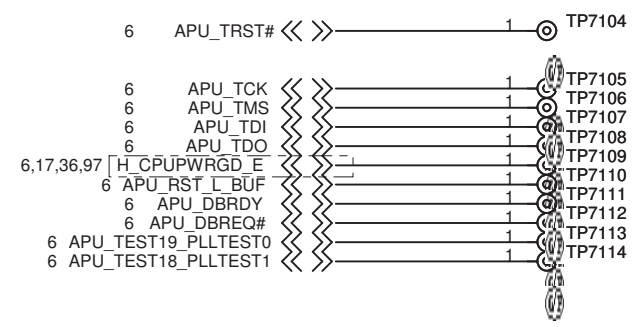 6 APU_TRST# 1 TP7104
6 APU_TCK 1 TP7105
6 APU_TMS 1 TP7106
6 APU_TDI 1 TP7107
6 APU_TDO 1 TP7108
6,17,36,97 H_CPUPWRGD_E 1 TP7109
6 APU_RST_L_BUF 1 TP7110
6 APU_DBRDY 1 TP7111
6 APU_DBREQ# 1 TP7112
6 APU_TEST19_PLLTEST0 1 TP7113
6 APU_TEST18_PLLTEST1 1 TP7114